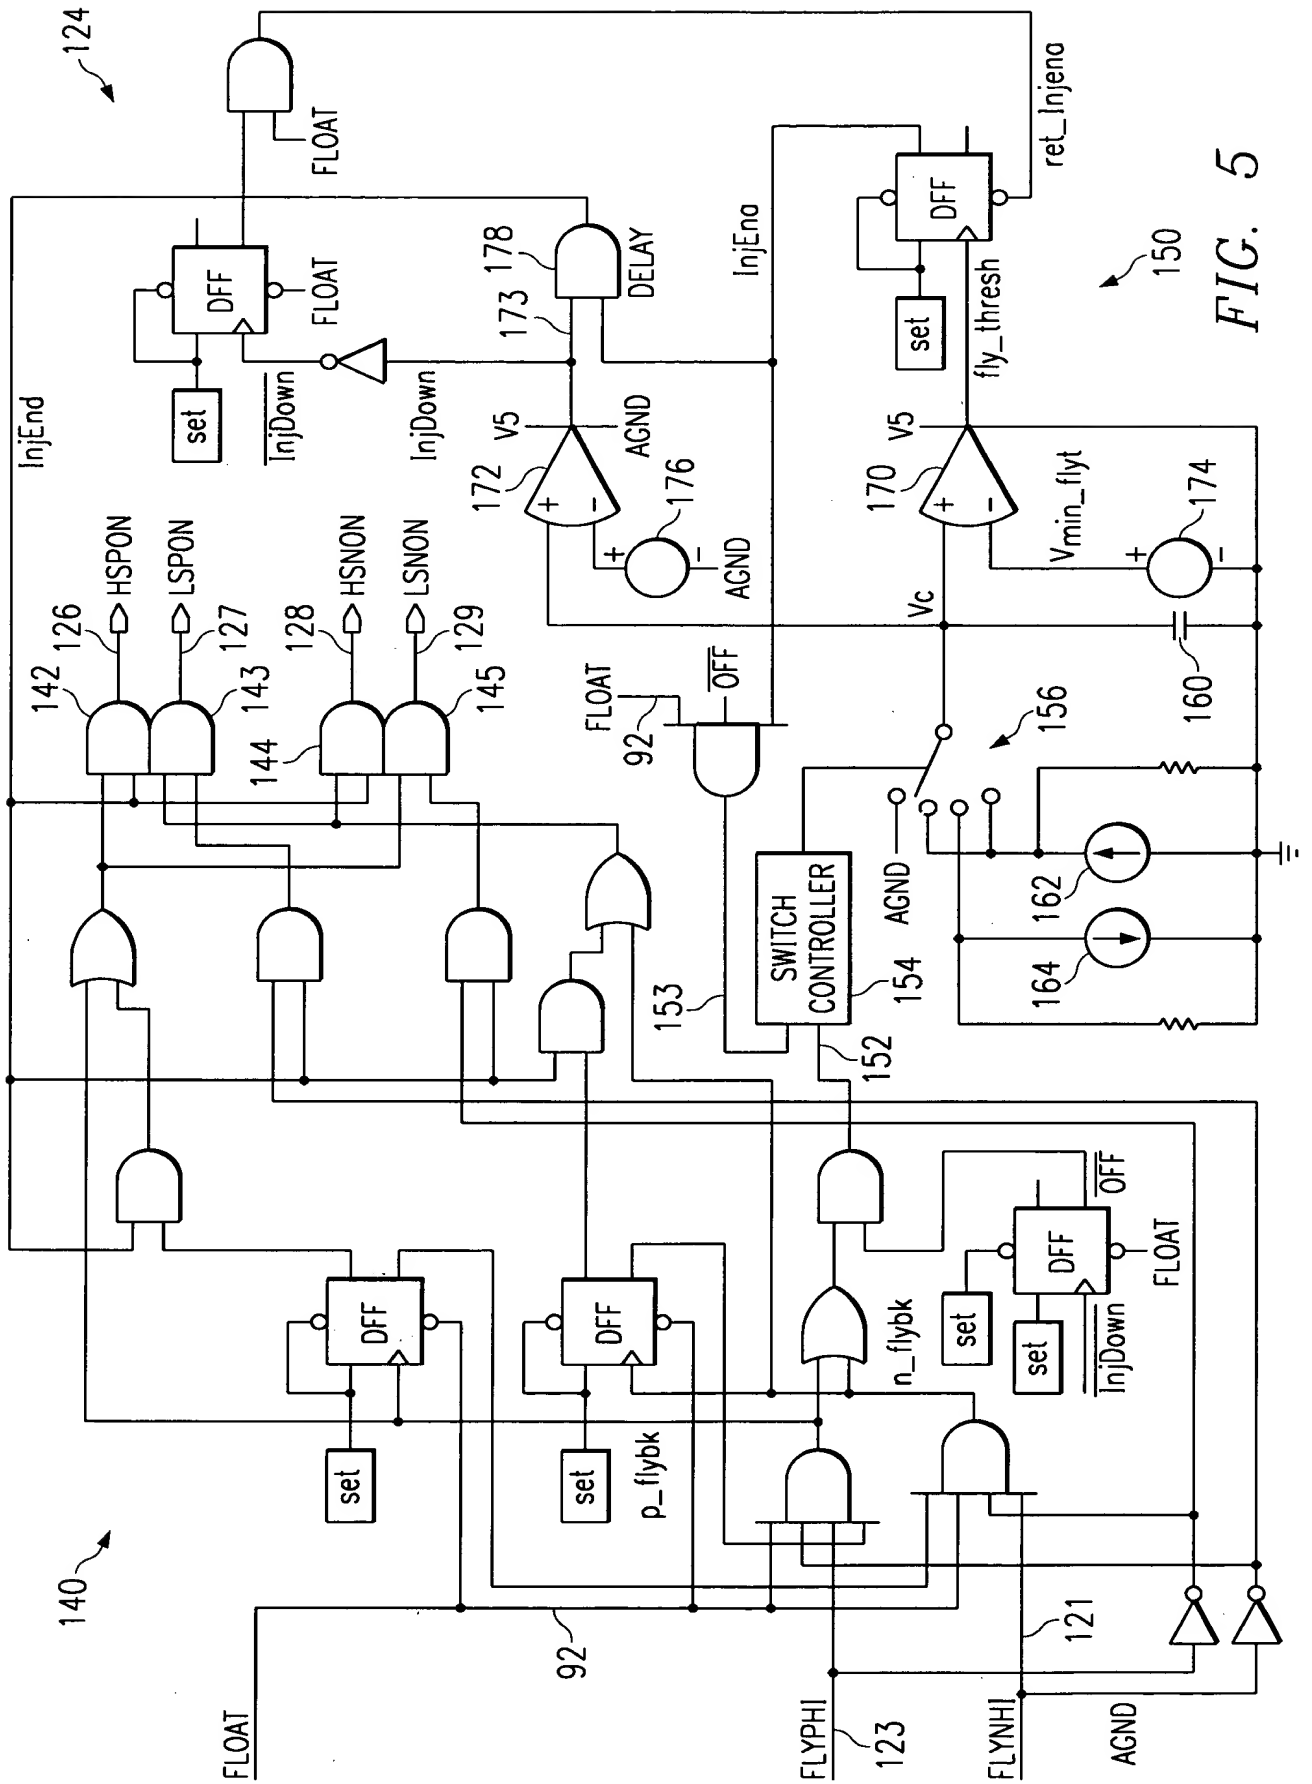 140
124
InjEnd
FLOAT
set
DFF
FLOAT
InjDown
InjDown
142
126
HSPON
127
LSPON
143
144
128
HSNON
129
LSNON
145
set
DFF
set
DFF
p_flybk
172
V5
AGND
+
-
+
-
176
AGND
173
178
DELAY
FLOAT
92
OFF
InjEna
153
SWITCH
CONTROLLER
154
152
FLOAT
92
FLYPHI
123
FLYNHI
121
AGND
n_flybk
set
set
DFF
OFF
InjDown
FLOAT
AGND
156
162
164
160
Vc
170
V5
+
-
Vmin_flyt
+
-
174
set
DFF
fly_thresh
ret_Injena
150
FIG. 5